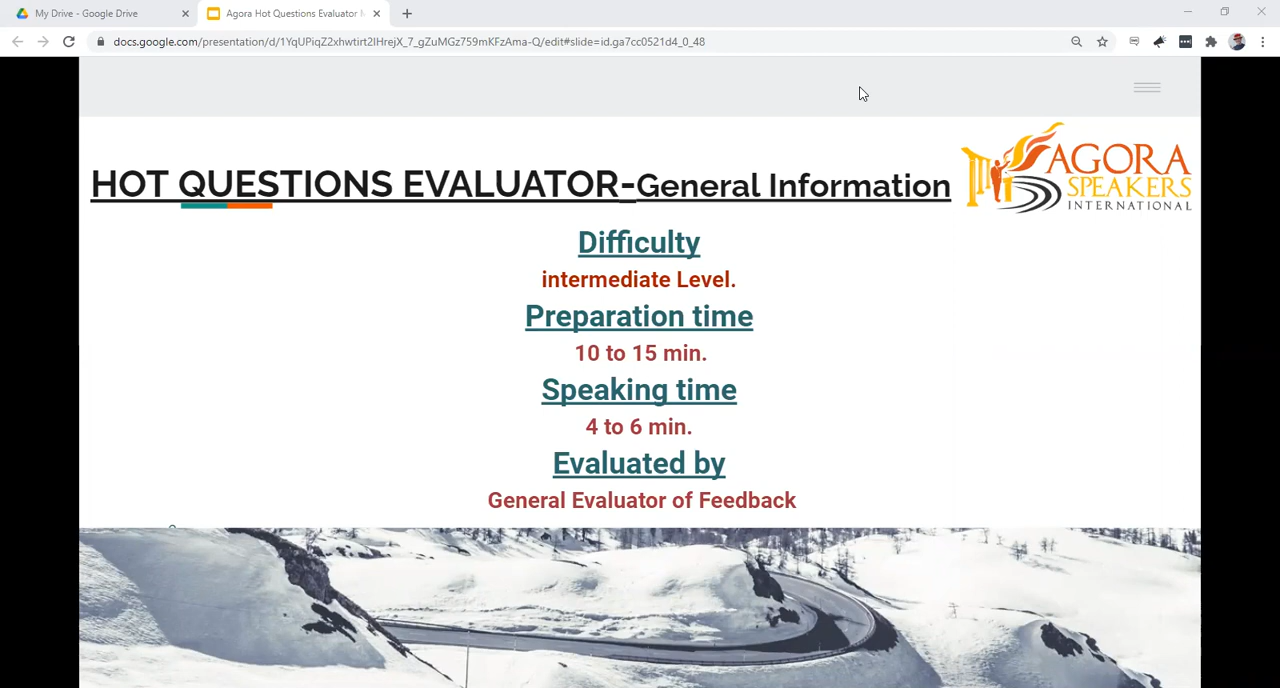 My Drive - Google Drive
Agora Hot Questions Evaluator
docs.google.com/presentation/d/1YqUPiqZ2xhwtirt2IHrejX_7_gZuMGz759mKFzAma-Q/edit#slide=id.ga7cc0521d4_0_48
HOT QUESTIONS EVALUATOR-General Information
AGORA
SPEAKERS
INTERNATIONAL
Difficulty
intermediate Level.
Preparation time
10 to 15 min.
Speaking time
4 to 6 min.
Evaluated by
General Evaluator of Feedback